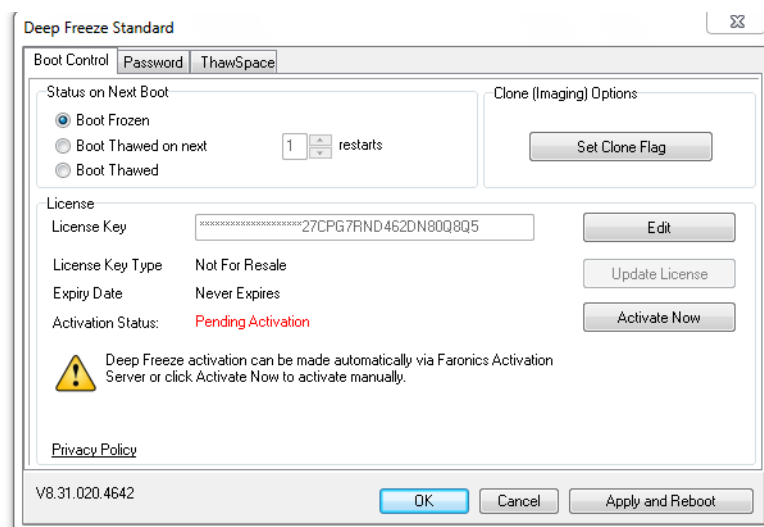 Deep Freeze Standard
Boot Control Password ThawSpace
Status on Next Boot
Boot Frozen
Boot Thawed on next 1 restarts
Boot Thawed
Clone (Imaging) Options
Set Clone Flag
License
License Key ********************27CPG7RND462DN80Q8Q5 Edit
License Key Type Not For Resale Update License
Expiry Date Never Expires
Activation Status: Pending Activation Activate Now
Deep Freeze activation can be made automatically via Faronics Activation
Server or click Activate Now to activate manually.
Privacy Policy
V8.31.020.4642 OK Cancel Apply and Reboot